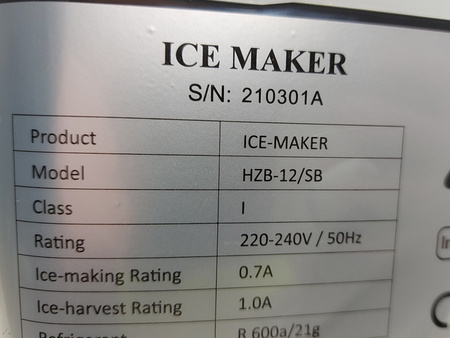 ICE MAKER
S/N: 210301A
Product ICE-MAKER
Model HZB-12/SB
Class I
Rating 220-240V / 50Hz
Ice-making Rating 0.7A
Ice-harvest Rating 1.0A
Refrigerant R 600a/21g